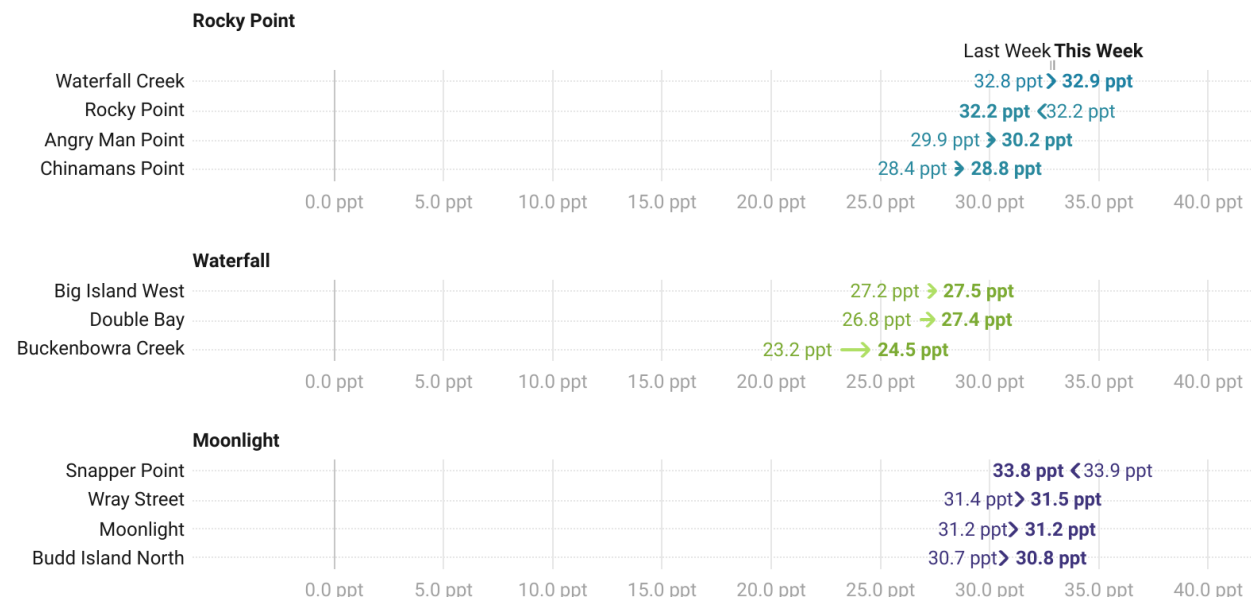 Rocky Point
Last Week This Week
Waterfall Creek 32.8 ppt 32.9 ppt
Rocky Point 32.2 ppt 32.2 ppt
Angry Man Point 29.9 ppt 30.2 ppt
Chinamans Point 28.4 ppt 28.8 ppt
0.0 ppt 5.0 ppt 10.0 ppt 15.0 ppt 20.0 ppt 25.0 ppt 30.0 ppt 35.0 ppt 40.0 ppt
Waterfall
Big Island West 27.2 ppt 27.5 ppt
Double Bay 26.8 ppt 27.4 ppt
Buckenbowra Creek 23.2 ppt 24.5 ppt
0.0 ppt 5.0 ppt 10.0 ppt 15.0 ppt 20.0 ppt 25.0 ppt 30.0 ppt 35.0 ppt 40.0 ppt
Moonlight
Snapper Point 33.8 ppt 33.9 ppt
Wray Street 31.4 ppt 31.5 ppt
Moonlight 31.2 ppt 31.2 ppt
Budd Island North 30.7 ppt 30.8 ppt
0.0 ppt 5.0 ppt 10.0 ppt 15.0 ppt 20.0 ppt 25.0 ppt 30.0 ppt 35.0 ppt 40.0 ppt